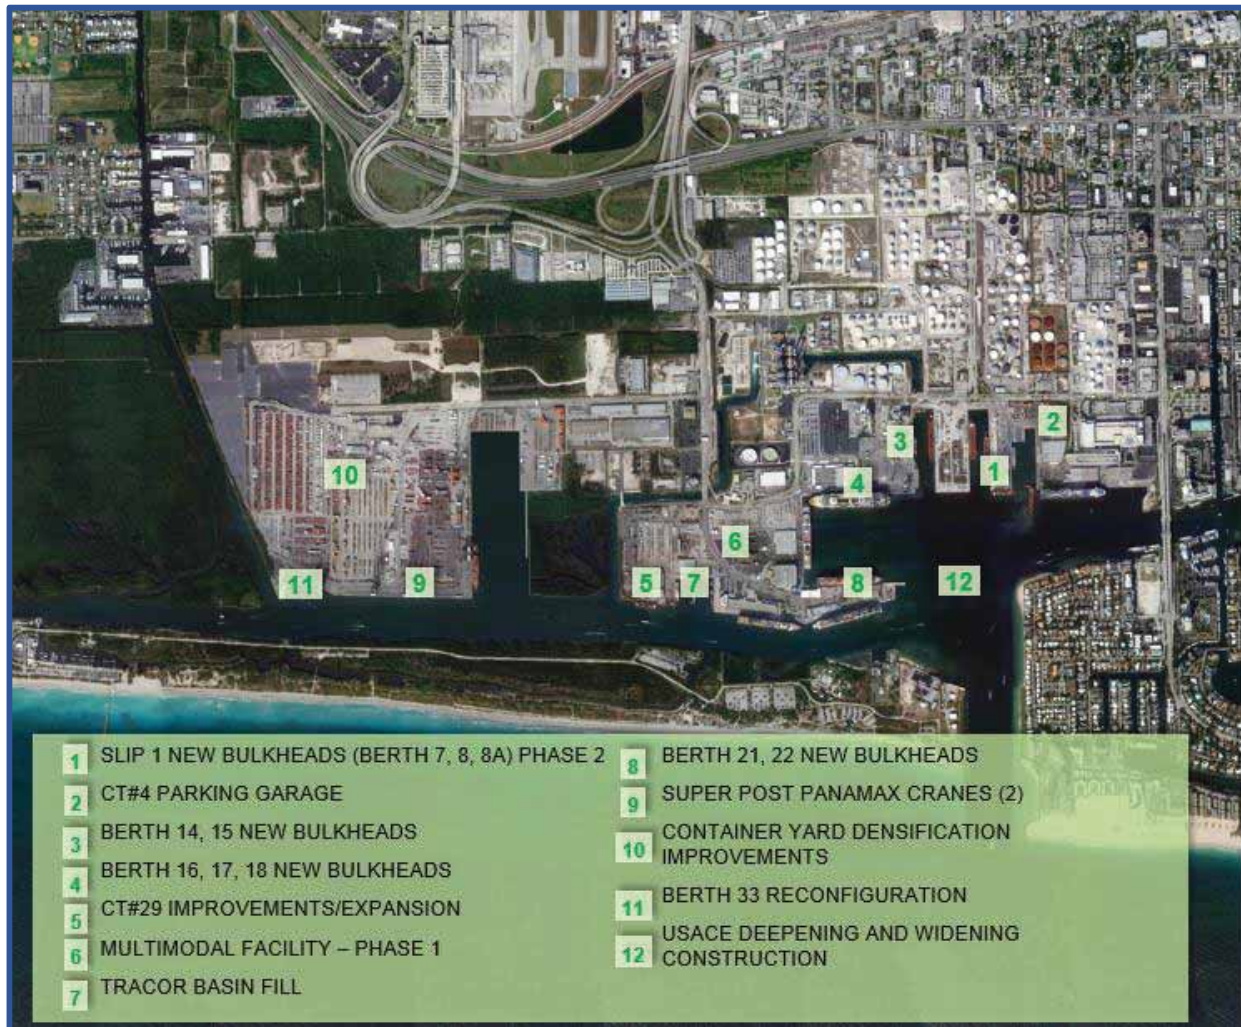 10
3
2
4
1
6
11
9
5
7
8
12
1 SLIP 1 NEW BULKHEADS (BERTH 7, 8, 8A) PHASE 2
2 CT#4 PARKING GARAGE
3 BERTH 14, 15 NEW BULKHEADS
4 BERTH 16, 17, 18 NEW BULKHEADS
5 CT#29 IMPROVEMENTS/EXPANSION
6 MULTIMODAL FACILITY – PHASE 1
7 TRACOR BASIN FILL
8 BERTH 21, 22 NEW BULKHEADS
9 SUPER POST PANAMAX CRANES (2)
10 CONTAINER YARD DENSIFICATION
IMPROVEMENTS
11 BERTH 33 RECONFIGURATION
12 USACE DEEPENING AND WIDENING
CONSTRUCTION